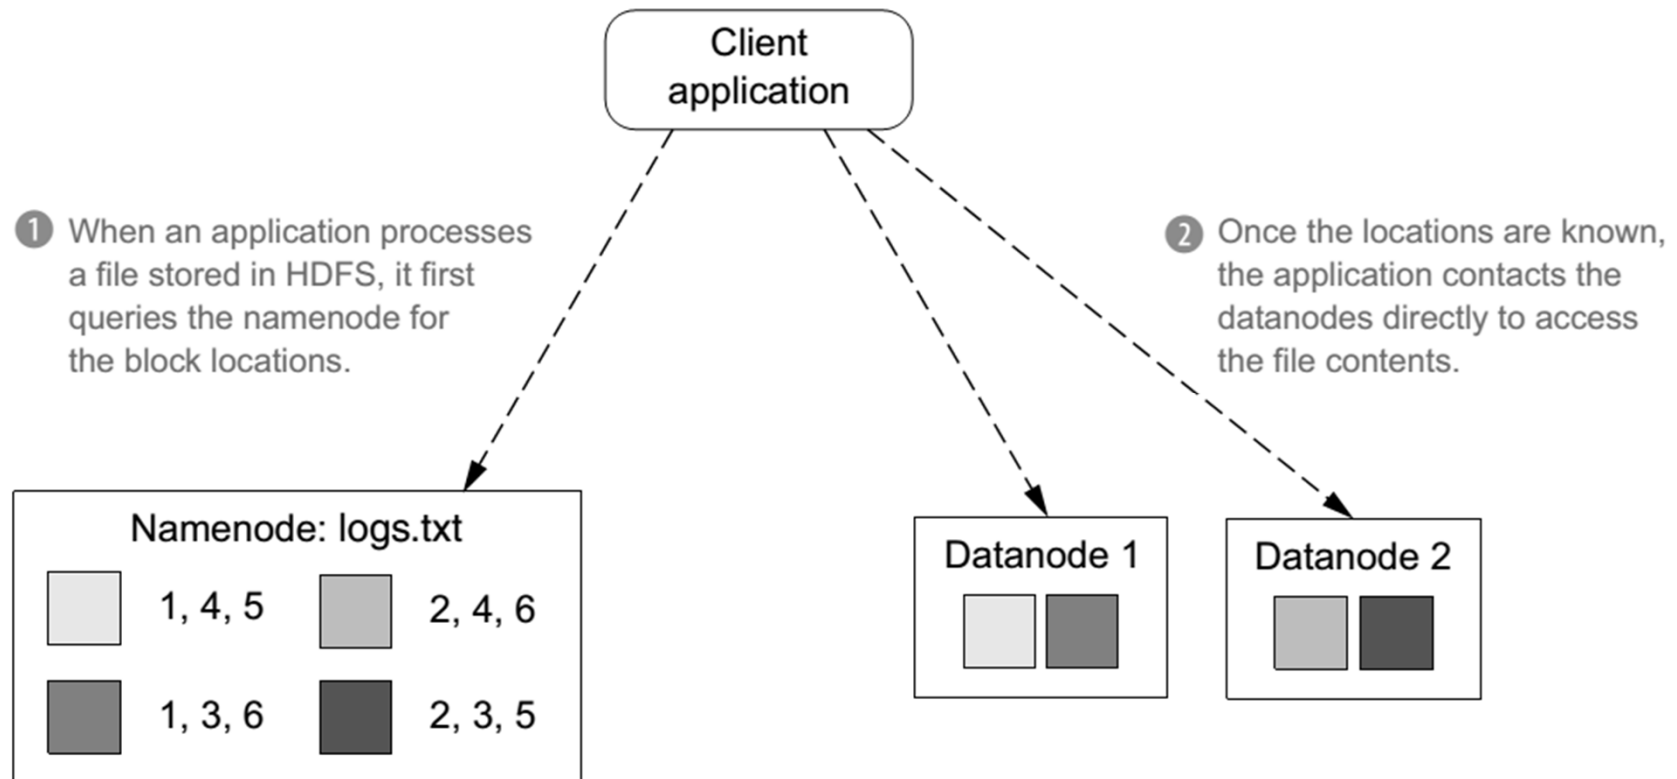 Client
application
1 When an application processes
a file stored in HDFS, it first
queries the namenode for
the block locations.
2 Once the locations are known,
the application contacts the
datanodes directly to access
the file contents.
Namenode: logs.txt
1, 4, 5
2, 4, 6
1, 3, 6
2, 3, 5
Datanode 1
Datanode 2